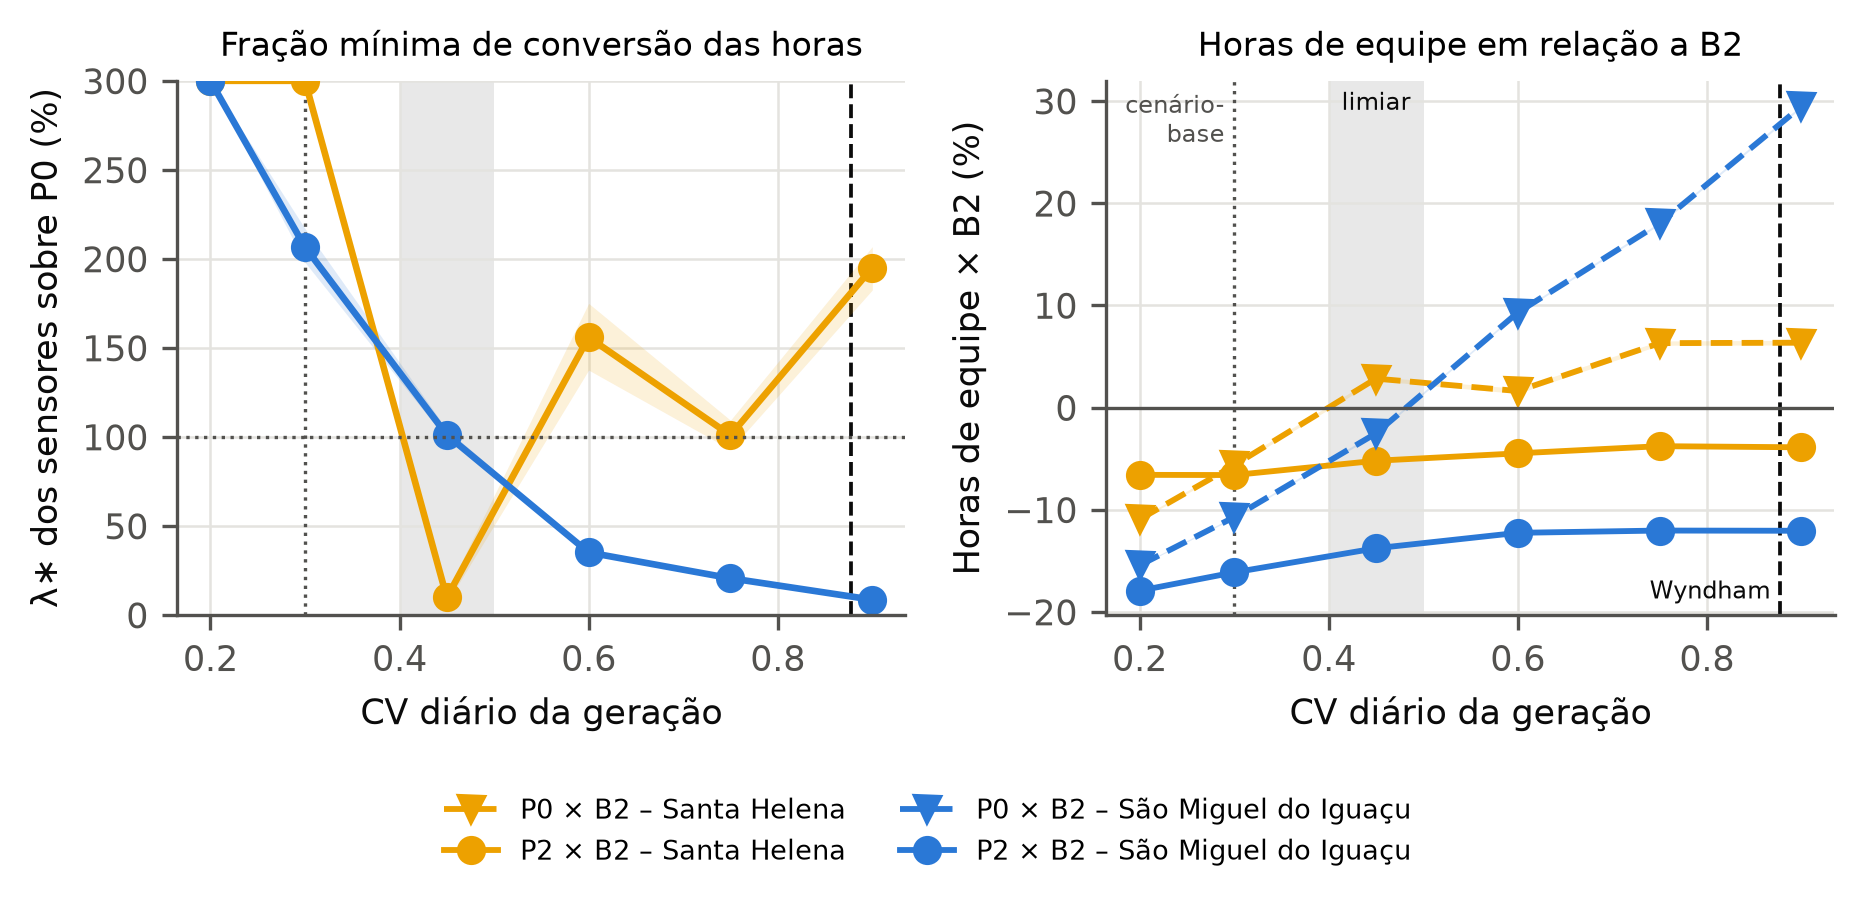 Fração mínima de conversão das horas
λ∗ dos sensores sobre P0 (%)
300
250
200
150
100
50
0
0.2
0.4
0.6
0.8
CV diário da geração
Horas de equipe em relação a B2
Horas de equipe × B2 (%)
30
20
10
0
−10
−20
cenário-
base
limiar
Wyndham
0.2
0.4
0.6
0.8
CV diário da geração
P0 × B2 – Santa Helena
P2 × B2 – Santa Helena
P0 × B2 – São Miguel do Iguaçu
P2 × B2 – São Miguel do Iguaçu